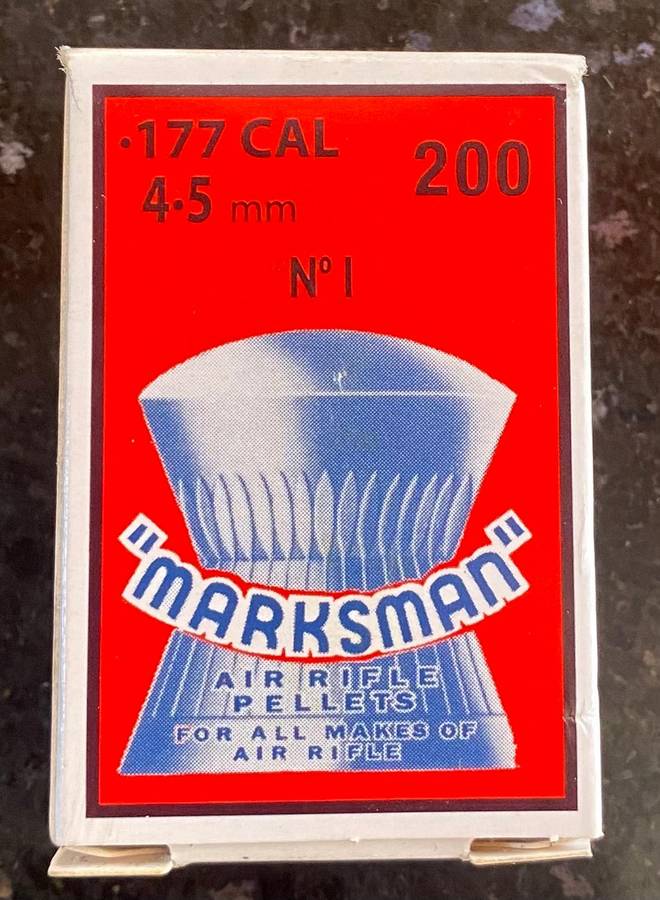 ·177 CAL
200
4·5 mm
Nº I
"MARKSMAN"
AIR RIFLE
PELLETS
FOR ALL MAKES OF
AIR RIFLE